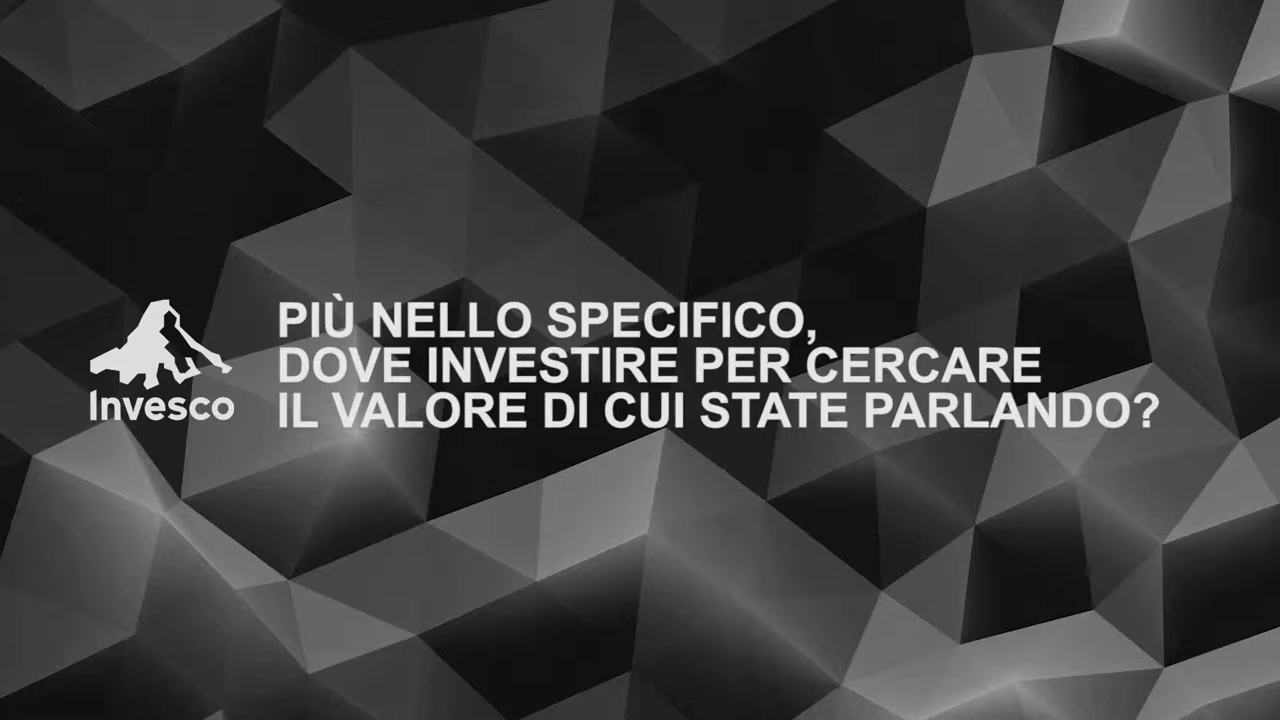 Invesco
PIÙ NELLO SPECIFICO,
DOVE INVESTIRE PER CERCARE
IL VALORE DI CUI STATE PARLANDO?